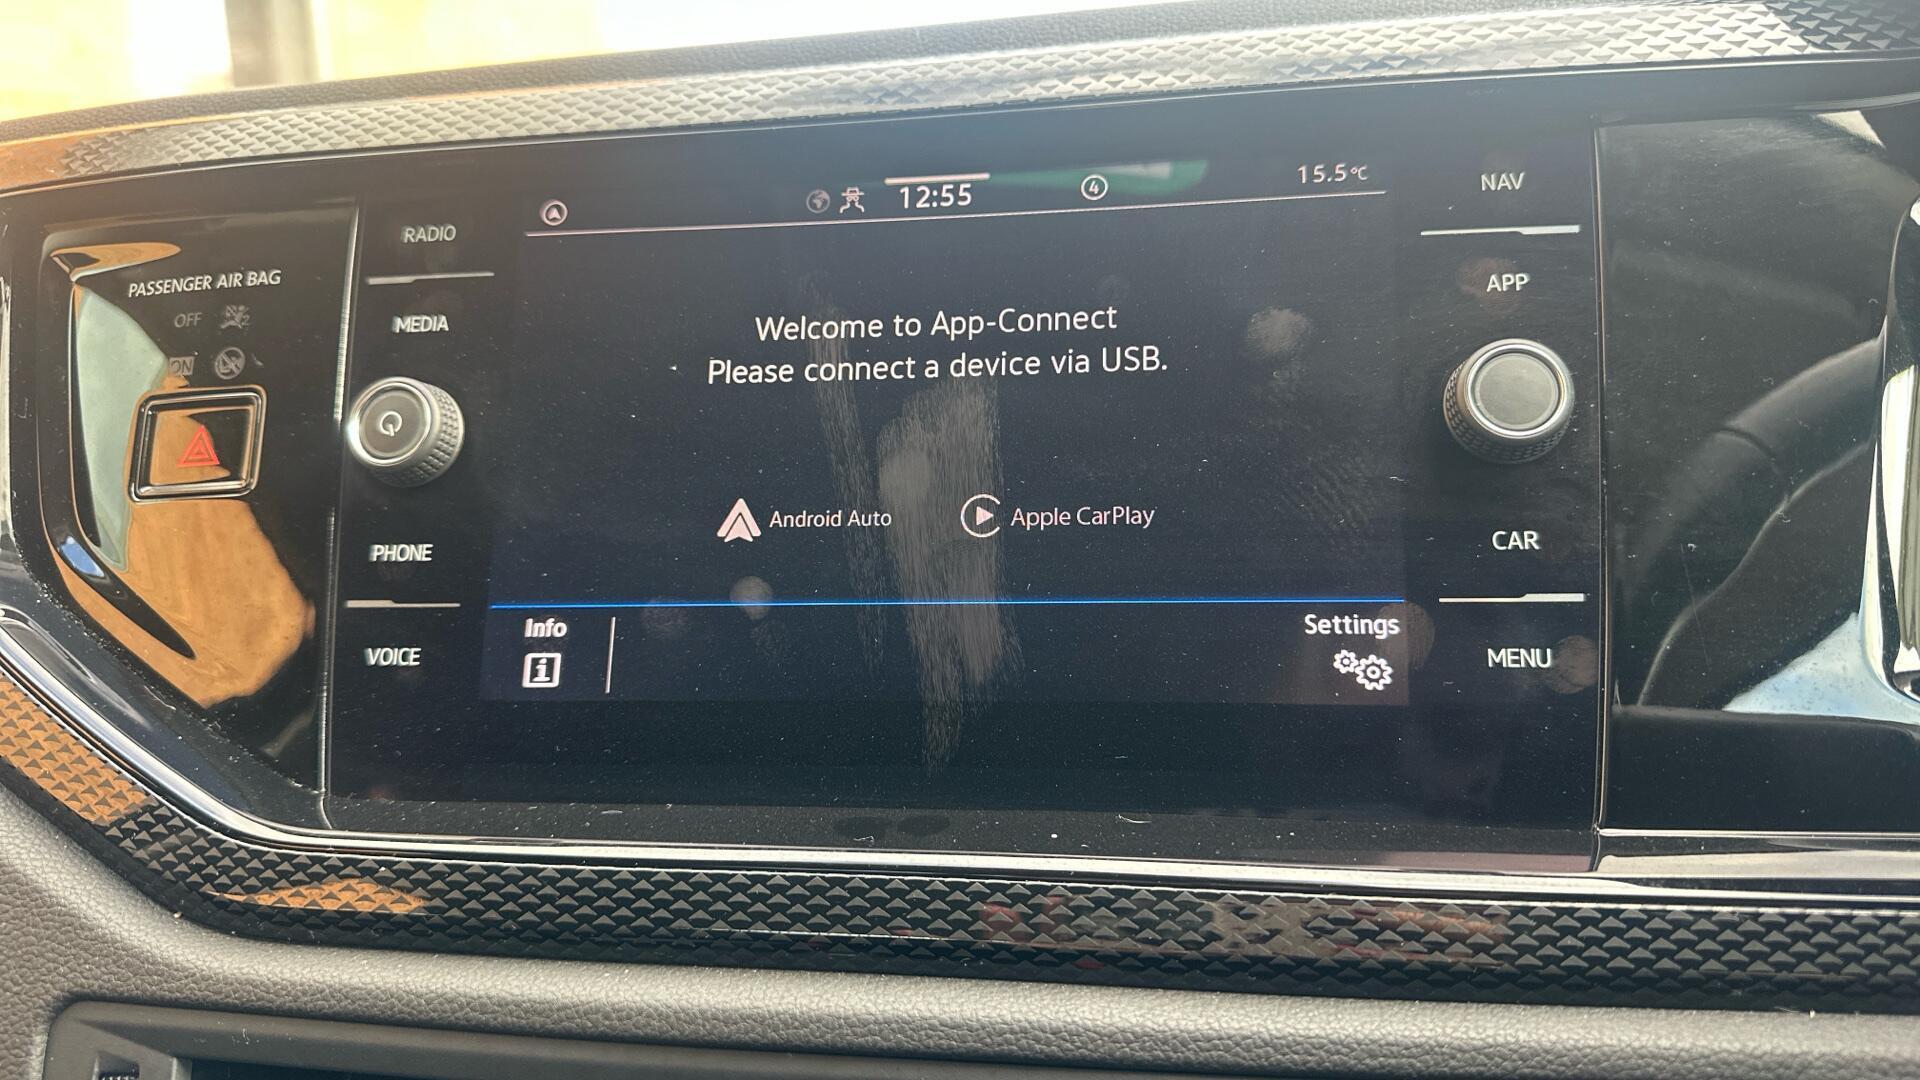 12:55
4
15.5°C
NAV
RADIO
PASSENGER AIR BAG
OFF
ON
MEDIA
APP
Welcome to App-Connect
Please connect a device via USB.
Android Auto
Apple CarPlay
PHONE
CAR
VOICE
Info
Settings
MENU